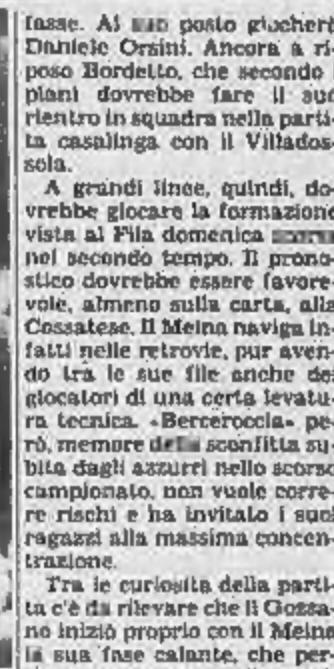 fasse. Al posto giocherà
Daniele Orsini. Ancora a ri-
poso Bordetto, che secondo i
piani dovrebbe fare il suo
rientro in squadra nella parti-
ta casalinga con il Villados-
sola.
A grandi linee, quindi, do-
vrebbe giocare la formazione
vista al Fila domenica
nel secondo tempo. Il prono-
stico dovrebbe essere favore-
vole, almeno sulla carta, alla
Cossatese. Il Meina naviga in-
fatti nelle retrovie, pur aven-
do tra le sue file anche dei
giocatori di una certa levatu-
ra tecnica. «Berceroccia» pe-
rò, memore della sconfitta su-
bita dagli azzurri nello scorso
campionato, non vuole corre-
re rischi e ha invitato i suoi
ragazzi alla massima concen-
trazione.
Tra le curiosità della parti-
ta c'è da rilevare che il Gozza-
no iniziò proprio con il Meina
la sua fase calante, che per-